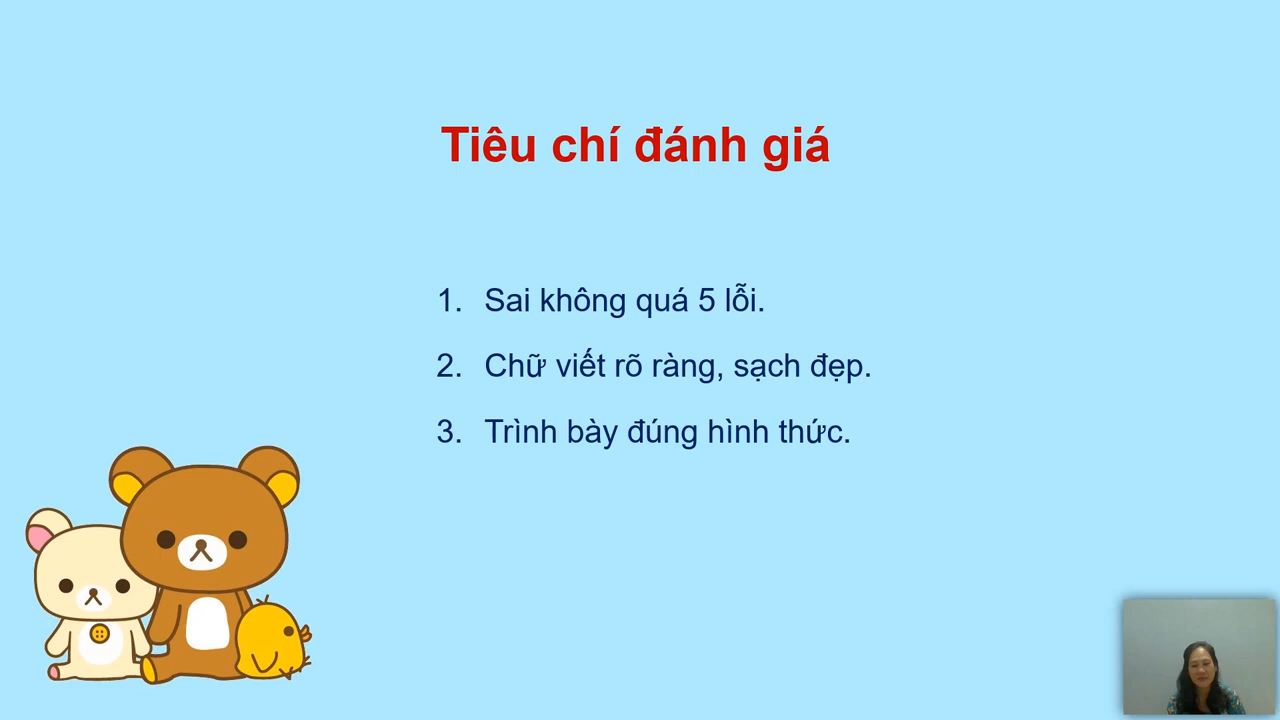 Tiêu chí đánh giá
1. Sai không quá 5 lỗi.
2. Chữ viết rõ ràng, sạch đẹp.
3. Trình bày đúng hình thức.